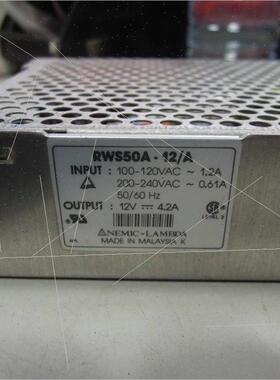 RWS50A - 12/A
INPUT : 100-120VAC ~ 1.2A
200-240VAC ~ 0.61A
50/60 Hz
OUTPUT : 12V ⎓ 4.2A
NEMIC-LAMBDA
MADE IN MALAYSIA K